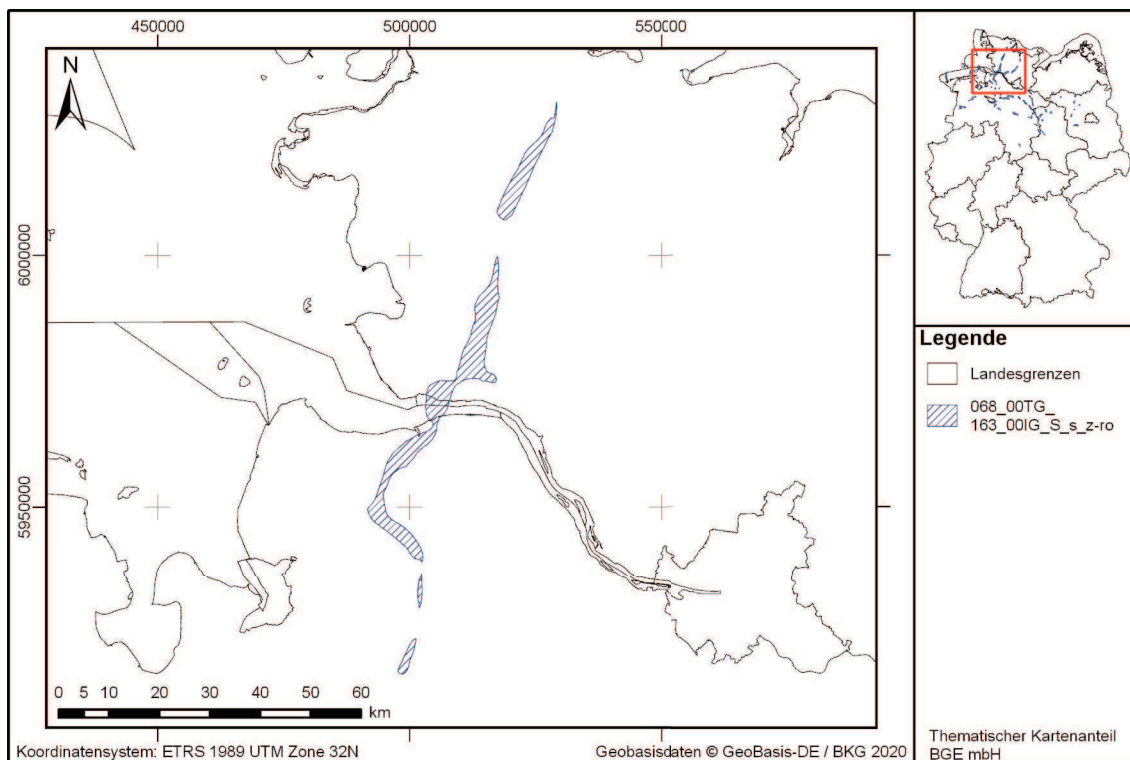 450000 500000 550000
N
6000000
5950000
0 5 10 20 30 40 50 60
km
Koordinatensystem: ETRS 1989 UTM Zone 32N
Geobasisdaten © GeoBasis-DE / BKG 2020
Legende
Landesgrenzen
068_00TG_
163_00IG_S_s_z-ro
Thematischer Kartenanteil
BGE mbH